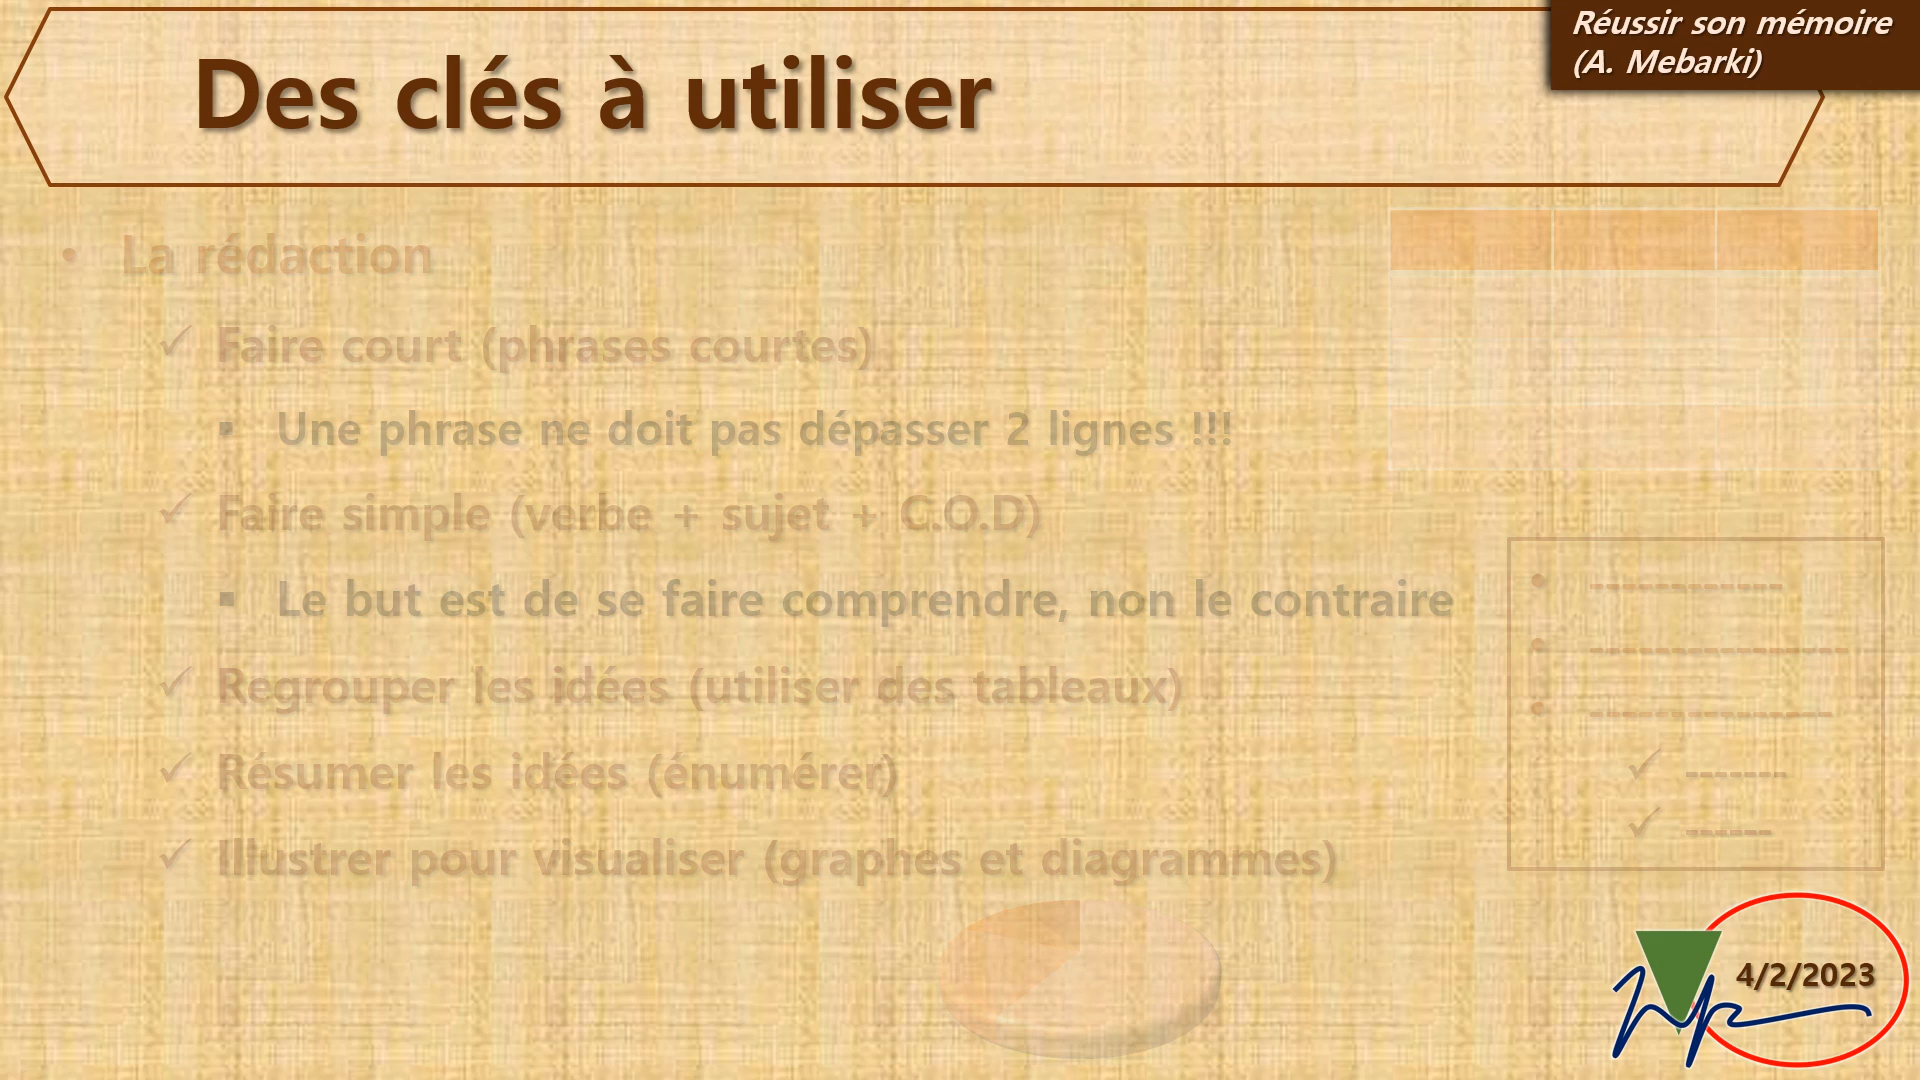 Réussir son mémoire
(A. Mebarki)
Des clés à utiliser
• La rédaction
✓ Faire court (phrases courtes)
▪ Une phrase ne doit pas dépasser 2 lignes !!!
✓ Faire simple (verbe + sujet + C.O.D)
▪ Le but est de se faire comprendre, non le contraire
✓ Regrouper les idées (utiliser des tableaux)
✓ Résumer les idées (énumérer)
✓ Illustrer pour visualiser (graphes et diagrammes)
• ------------
• ----------------
• ---------------
✓ -------
✓ ------
4/2/2023